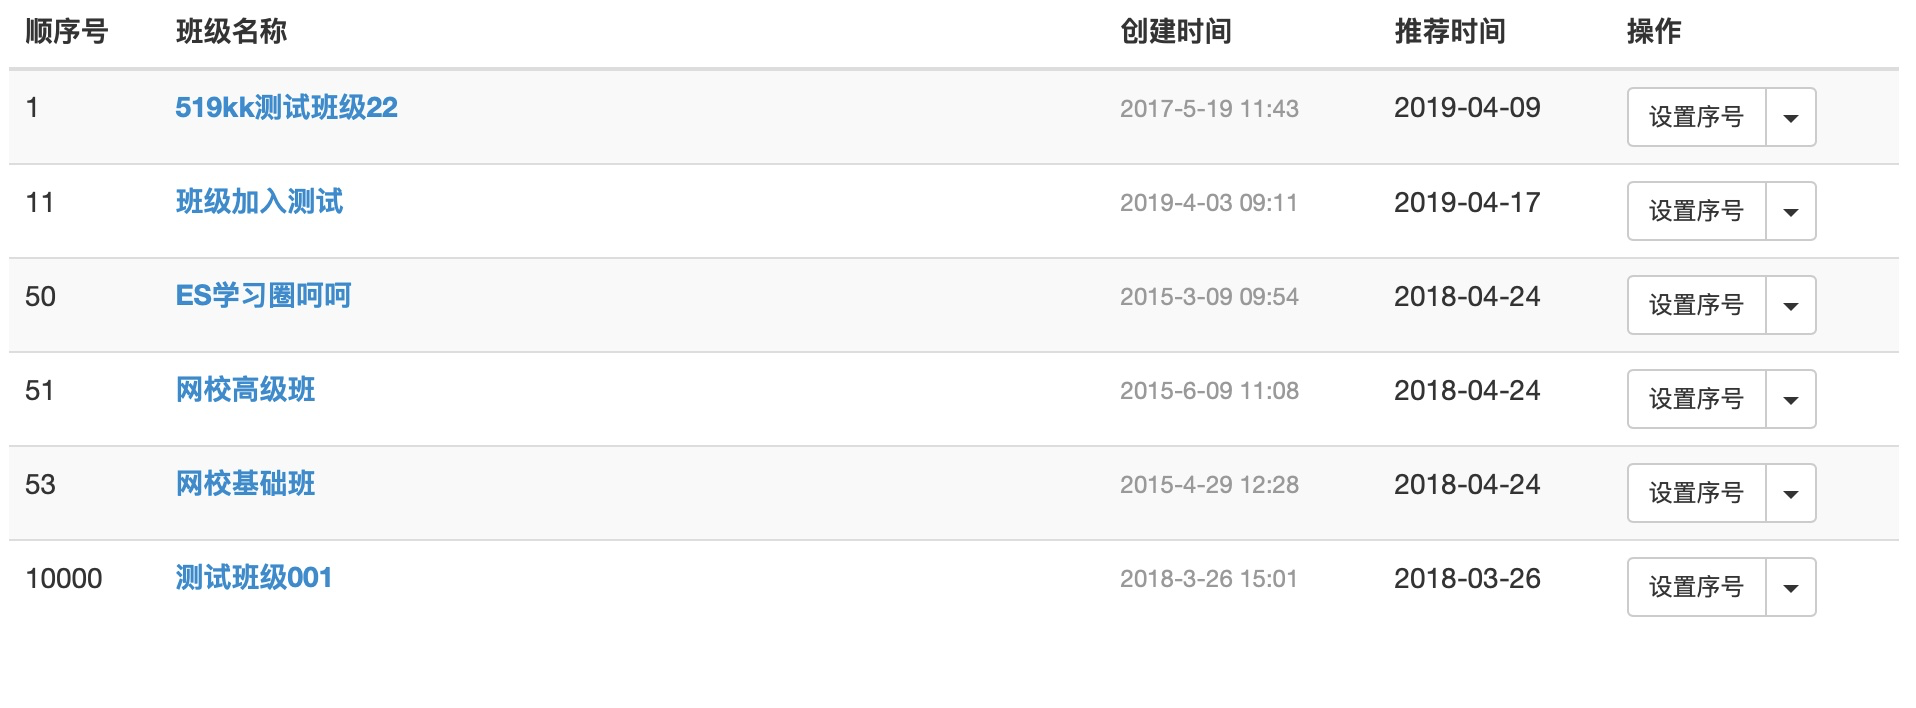 顺序号 班级名称 创建时间 推荐时间 操作
1 519kk测试班级22 2017-5-19 11:43 2019-04-09 设置序号
11 班级加入测试 2019-4-03 09:11 2019-04-17 设置序号
50 ES学习圈呵呵 2015-3-09 09:54 2018-04-24 设置序号
51 网校高级班 2015-6-09 11:08 2018-04-24 设置序号
53 网校基础班 2015-4-29 12:28 2018-04-24 设置序号
10000 测试班级001 2018-3-26 15:01 2018-03-26 设置序号